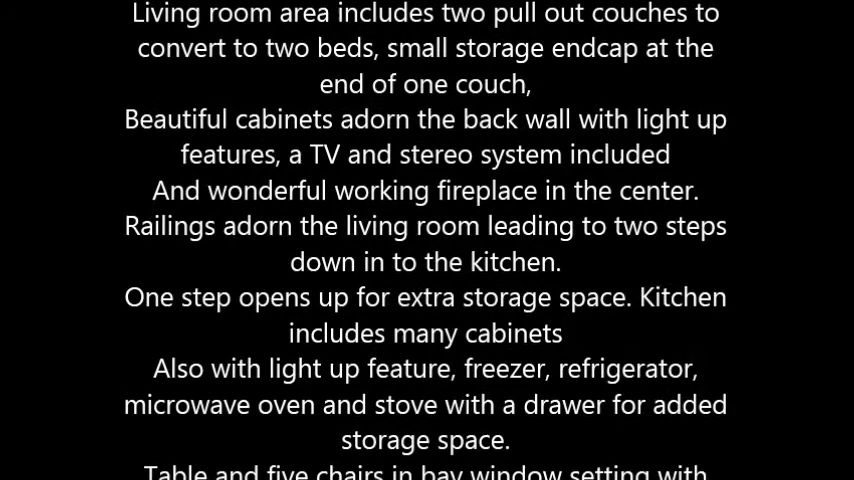 Living room area includes two pull out couches to
convert to two beds, small storage endcap at the
end of one couch,
Beautiful cabinets adorn the back wall with light up
features, a TV and stereo system included
And wonderful working fireplace in the center.
Railings adorn the living room leading to two steps
down in to the kitchen.
One step opens up for extra storage space. Kitchen
includes many cabinets
Also with light up feature, freezer, refrigerator,
microwave oven and stove with a drawer for added
storage space.
Table and five chairs in bay window setting with